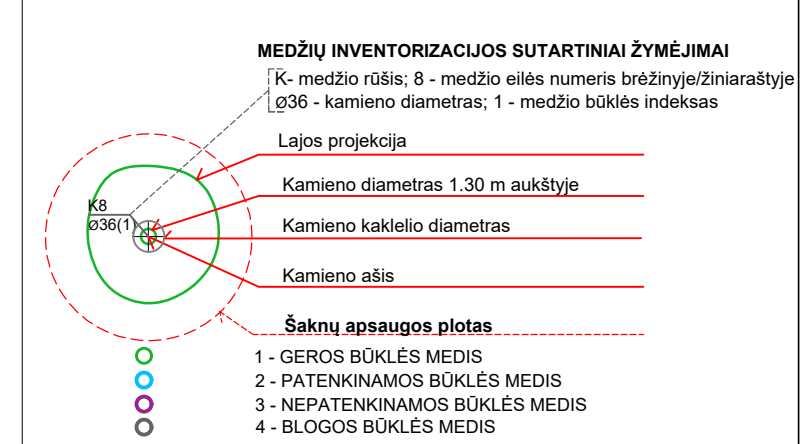 MEDŽIŲ INVENTORIZACIJOS SUTARTINIAI ŽYMĖJIMAI
K- medžio rūšis; 8 - medžio eilės numeris brėžinyje/žiniaraštyje
Ø36 - kamieno diametras; 1 - medžio būklės indeksas
Lajos projekcija
Kamieno diametras 1.30 m aukštyje
K8
Ø36(1)
Kamieno kaklelio diametras
Kamieno ašis
Šaknų apsaugos plotas
1 - GEROS BŪKLĖS MEDIS
2 - PATENKINAMOS BŪKLĖS MEDIS
3 - NEPATENKINAMOS BŪKLĖS MEDIS
4 - BLOGOS BŪKLĖS MEDIS